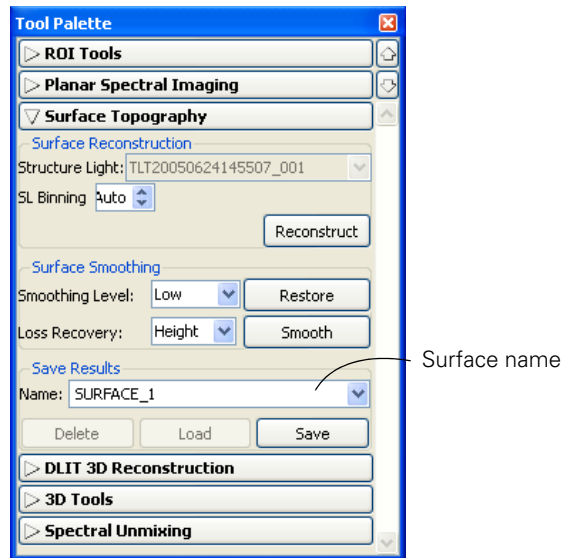 Tool Palette
ROI Tools
Planar Spectral Imaging
Surface Topography
Surface Reconstruction
Structure Light: TLT20050624145507_001
SL Binning Auto
Reconstruct
Surface Smoothing
Smoothing Level: Low Restore
Loss Recovery: Height Smooth
Save Results
Name: SURFACE_1
Surface name
Delete Load Save
DLIT 3D Reconstruction
3D Tools
Spectral Unmixing